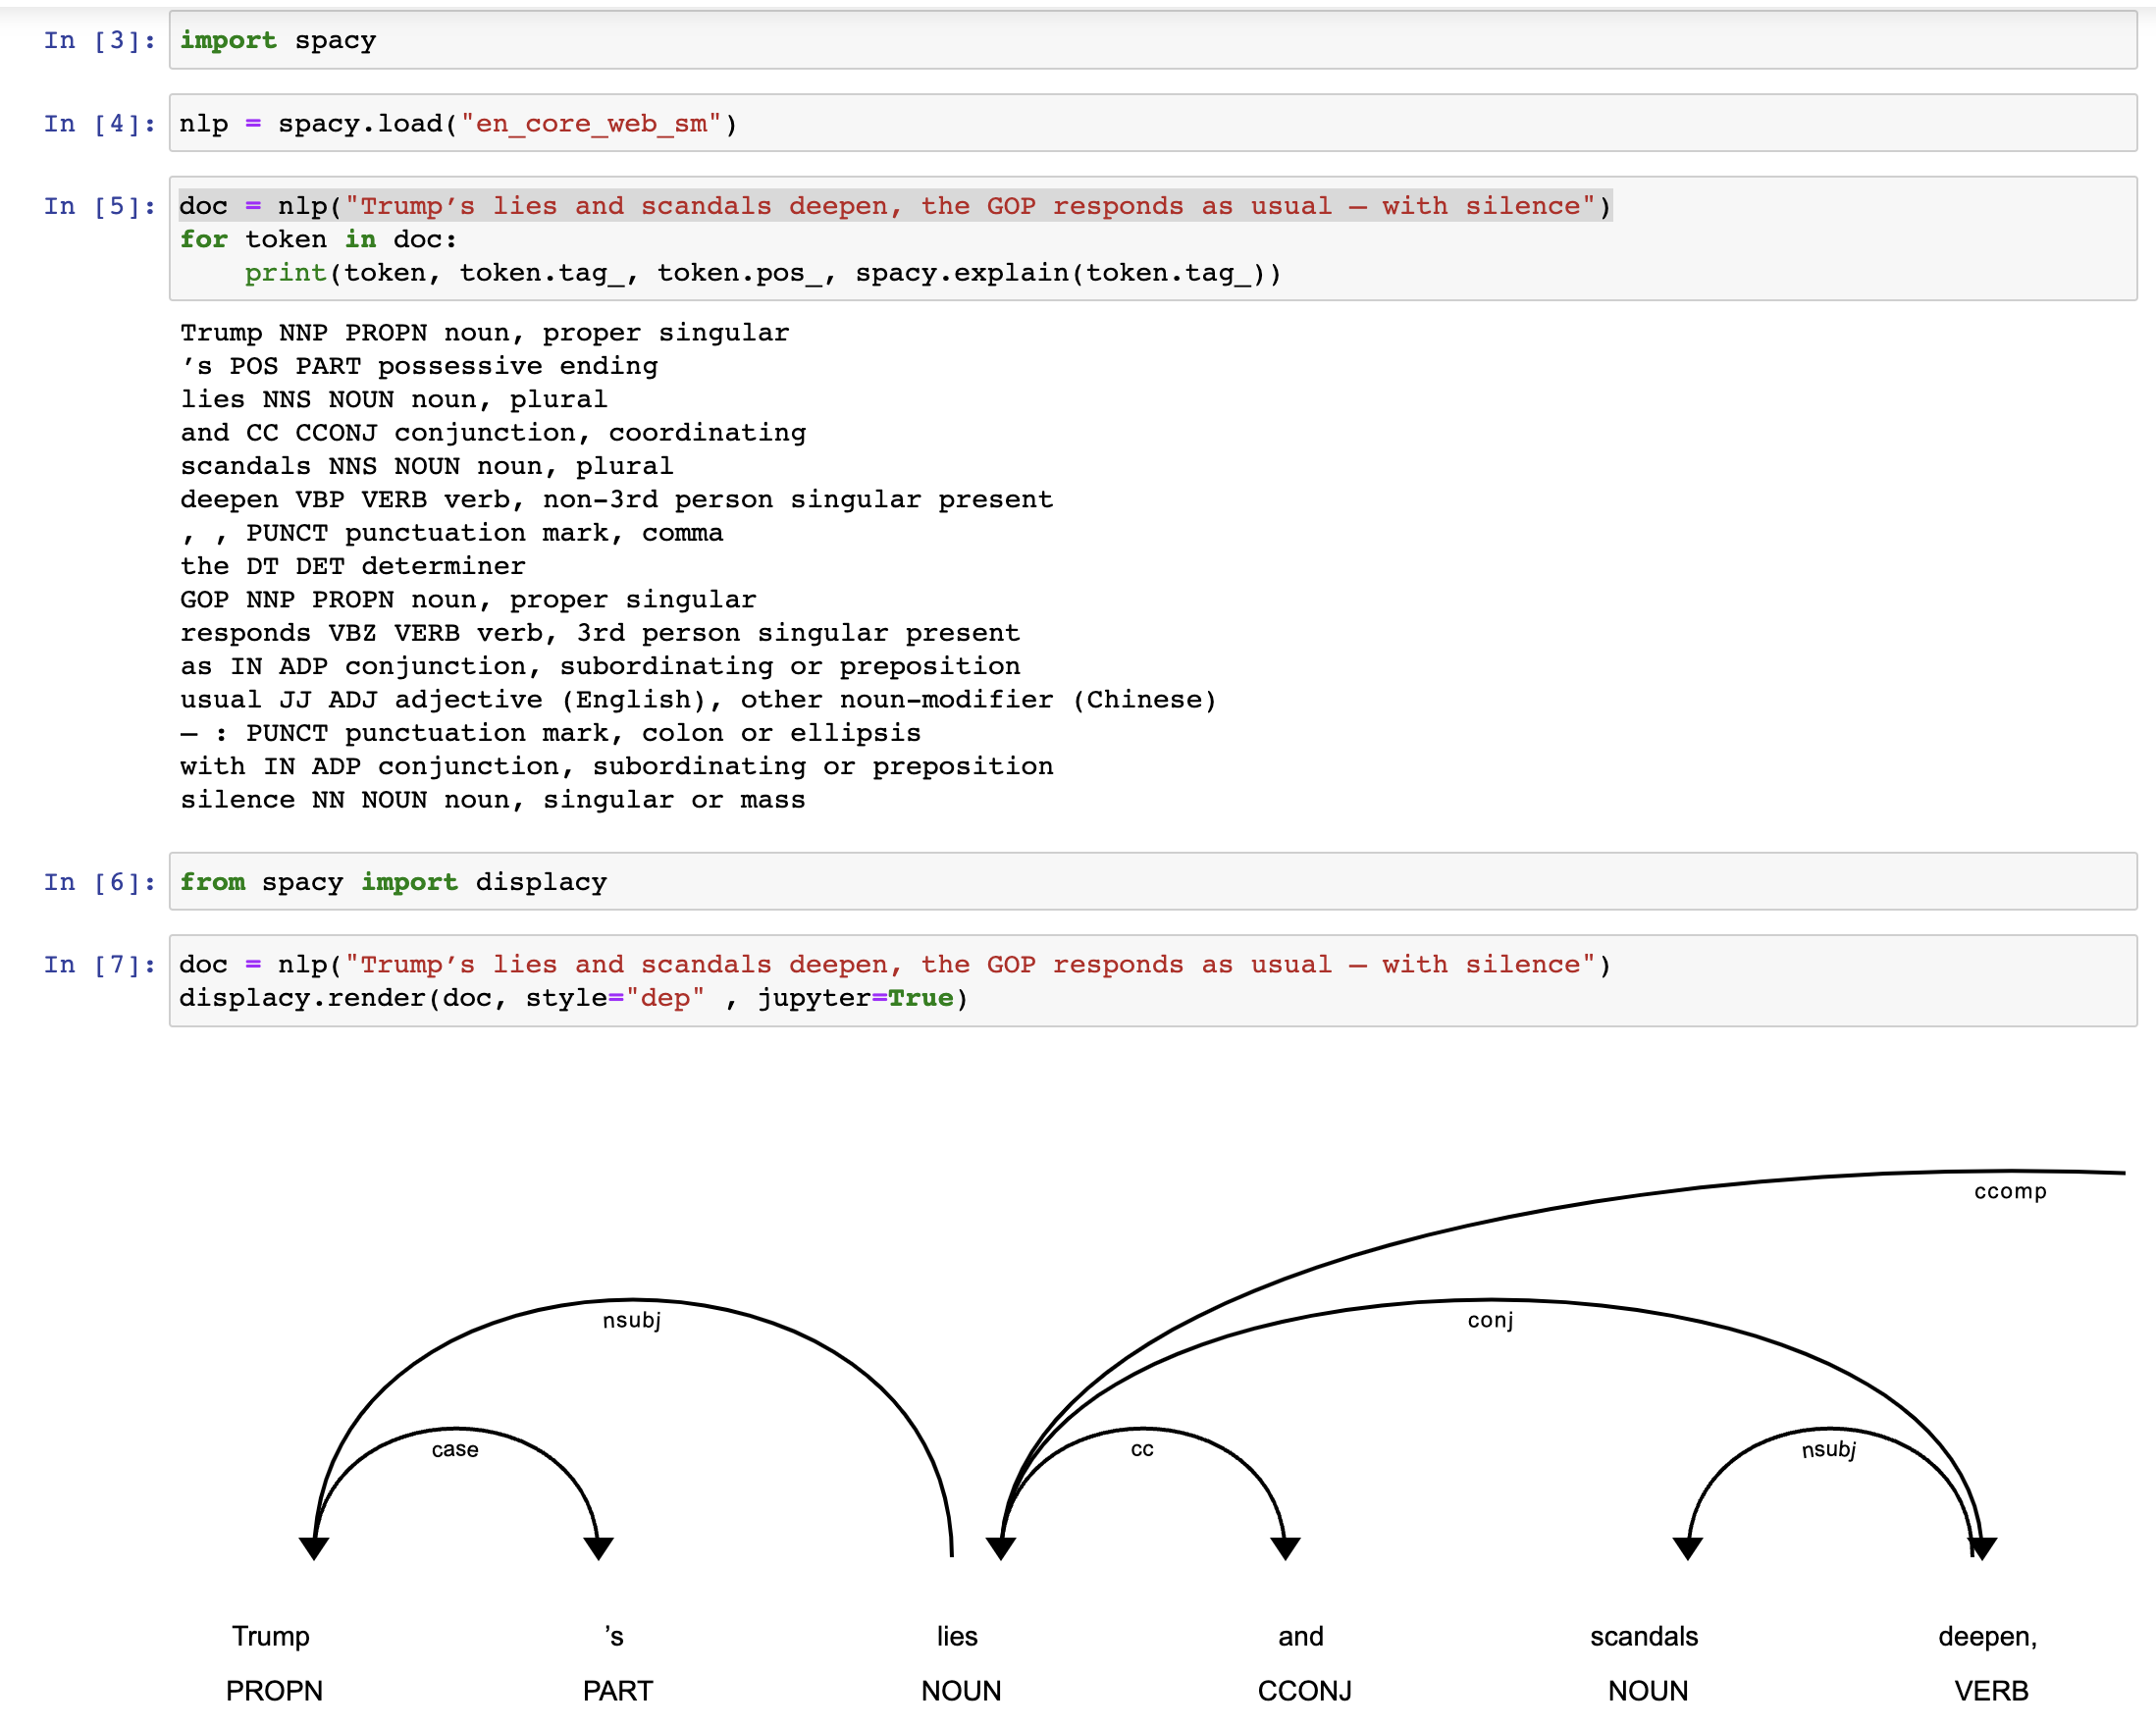 In [3]: import spacy
In [4]: nlp = spacy.load("en_core_web_sm")
In [5]: doc = nlp("Trump’s lies and scandals deepen, the GOP responds as usual — with silence")
for token in doc:
    print(token, token.tag_, token.pos_, spacy.explain(token.tag_))
Trump NNP PROPN noun, proper singular
’s POS PART possessive ending
lies NNS NOUN noun, plural
and CC CCONJ conjunction, coordinating
scandals NNS NOUN noun, plural
deepen VBP VERB verb, non-3rd person singular present
, , PUNCT punctuation mark, comma
the DT DET determiner
GOP NNP PROPN noun, proper singular
responds VBZ VERB verb, 3rd person singular present
as IN ADP conjunction, subordinating or preposition
usual JJ ADJ adjective (English), other noun-modifier (Chinese)
— : PUNCT punctuation mark, colon or ellipsis
with IN ADP conjunction, subordinating or preposition
silence NN NOUN noun, singular or mass
In [6]: from spacy import displacy
In [7]: doc = nlp("Trump’s lies and scandals deepen, the GOP responds as usual — with silence")
displacy.render(doc, style="dep" , jupyter=True)
ccomp
nsubj conj
case cc nsubj
Trump ’s lies and scandals deepen,
PROPN PART NOUN CCONJ NOUN VERB